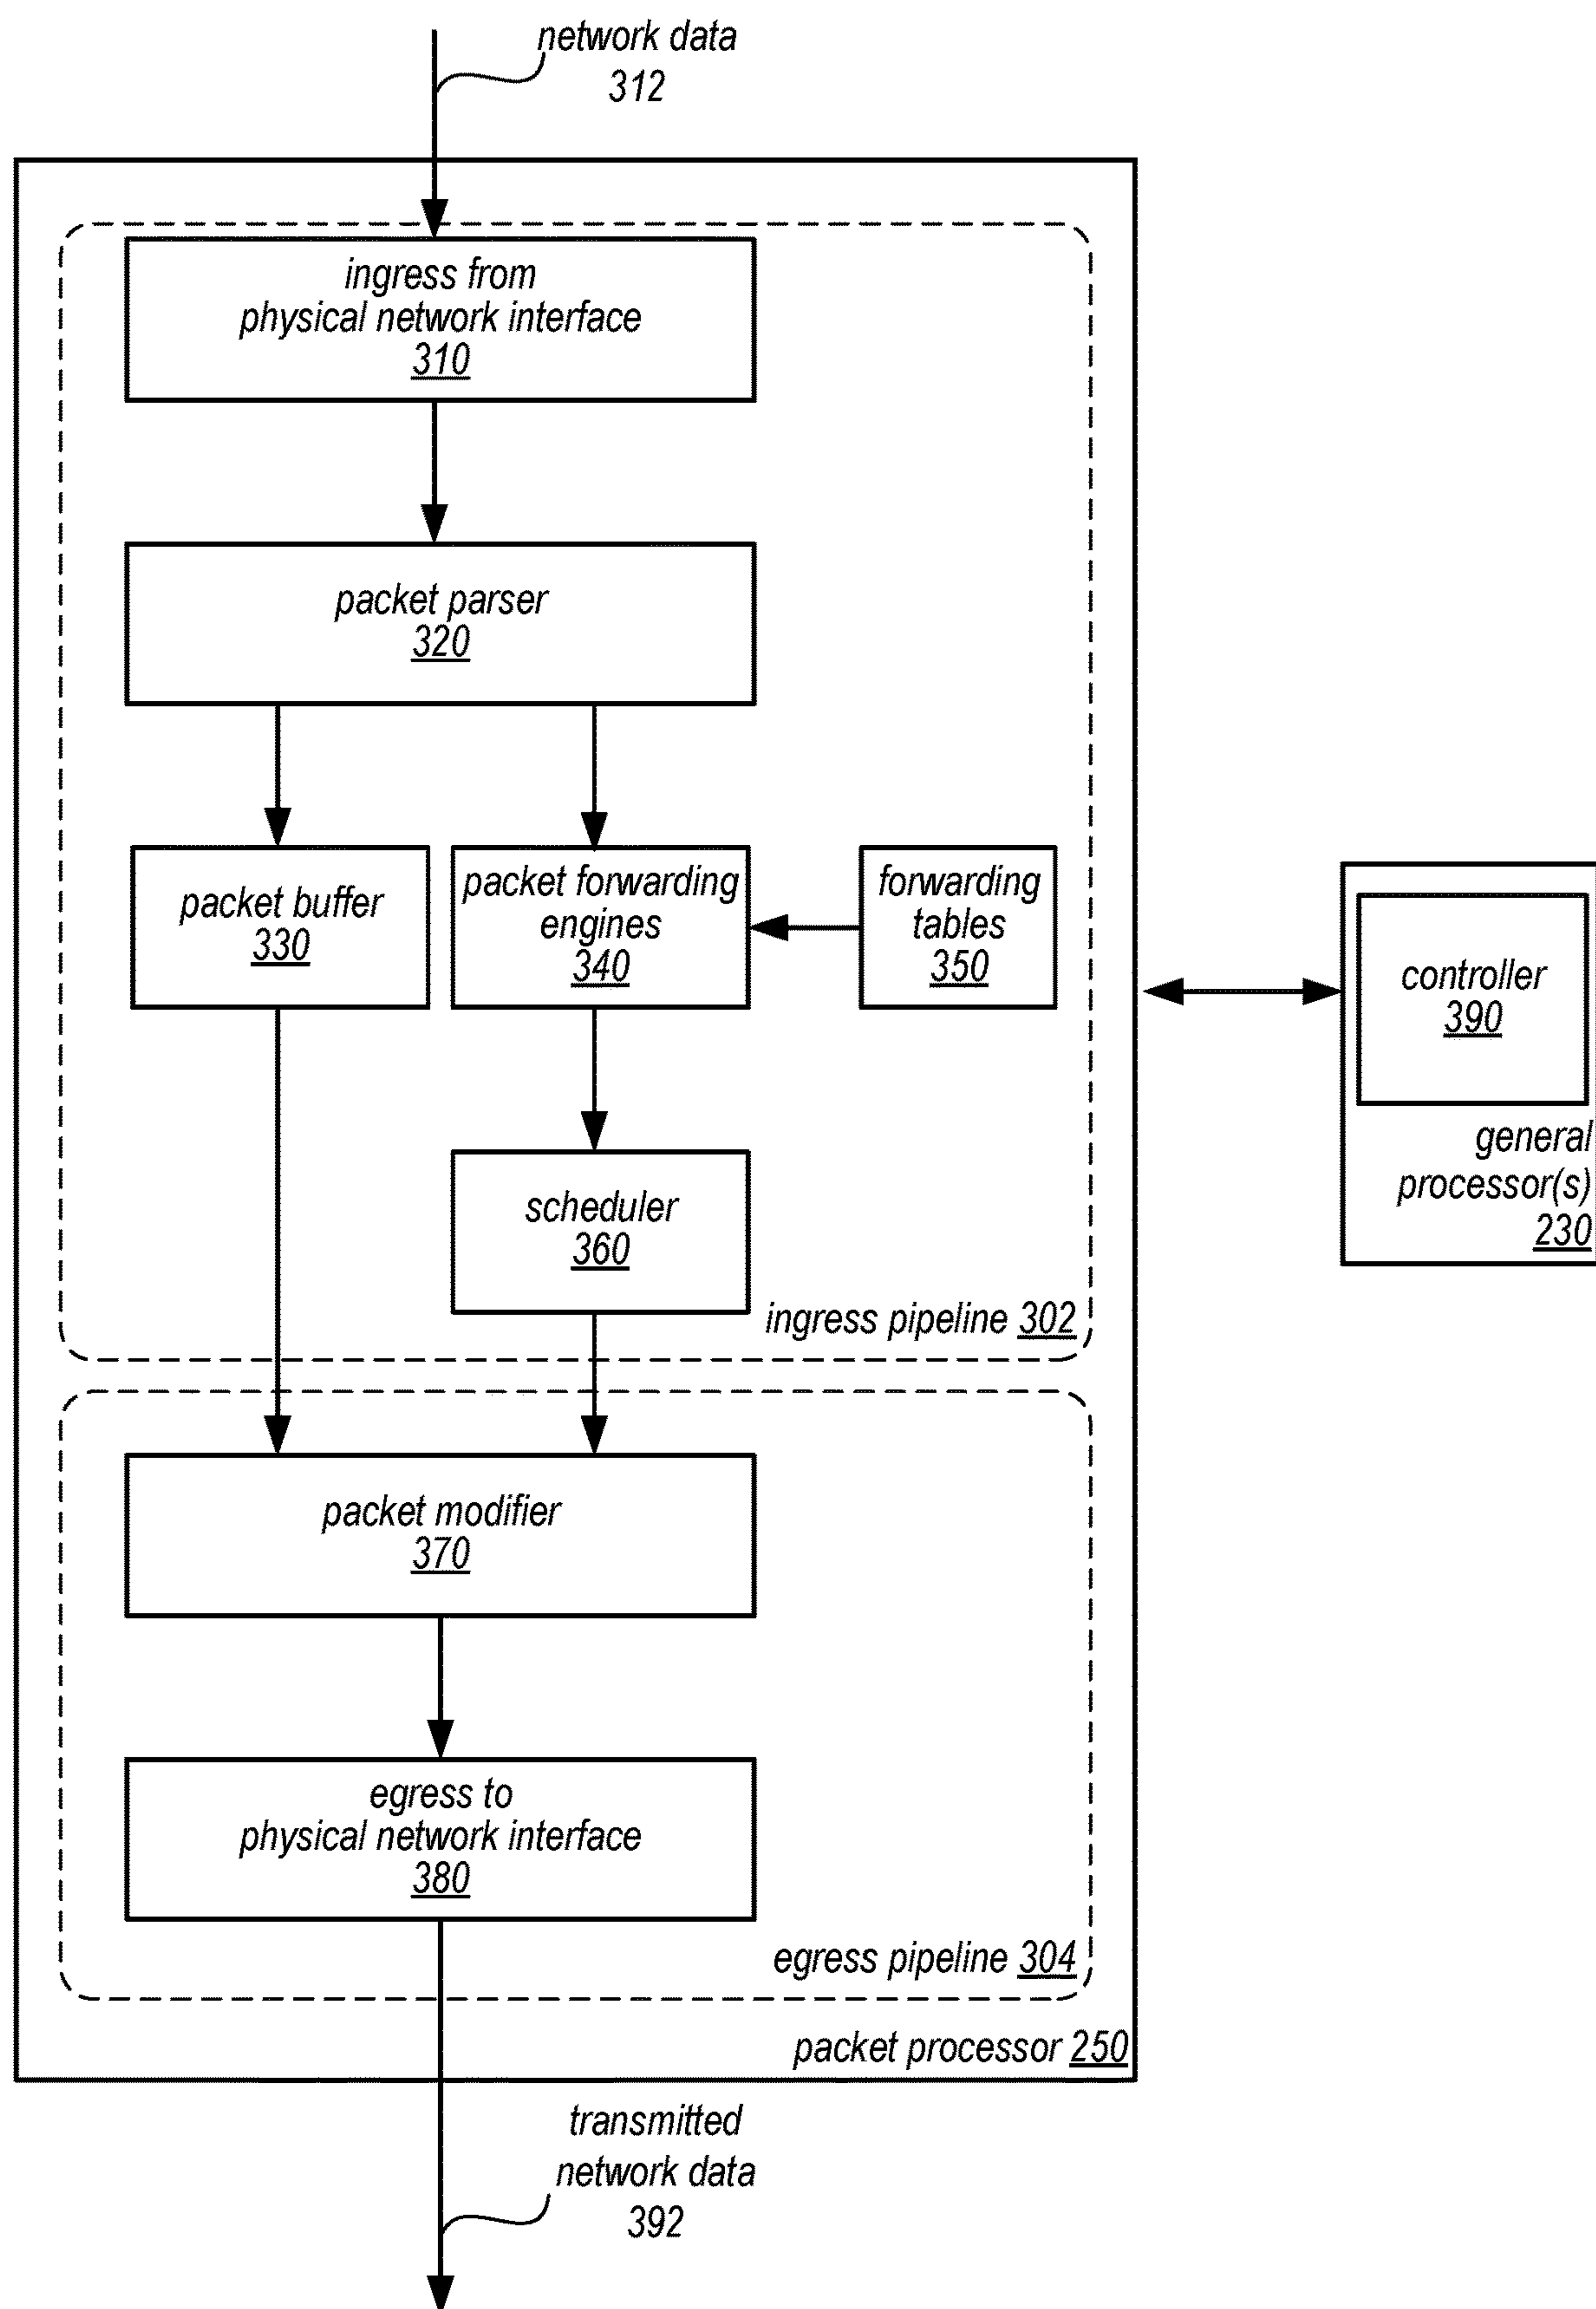 network data
312
ingress from
physical network interface
310
packet parser
320
packet buffer
330
packet forwarding
engines
340
forwarding
tables
350
controller
390
general
processor(s)
230
scheduler
360
ingress pipeline 302
packet modifier
370
egress to
physical network interface
380
egress pipeline 304
packet processor 250
transmitted
network data
392